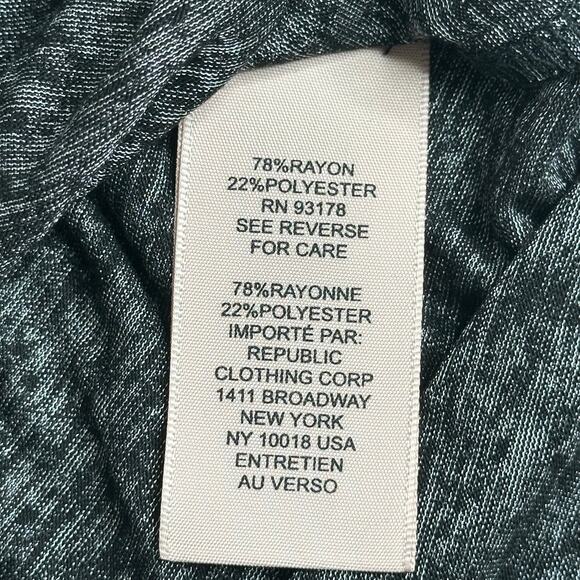 78%RAYON
22%POLYESTER
RN 93178
SEE REVERSE
FOR CARE
78%RAYONNE
22%POLYESTER
IMPORTÉ PAR:
REPUBLIC
CLOTHING CORP
1411 BROADWAY
NEW YORK
NY 10018 USA
ENTRETIEN
AU VERSO